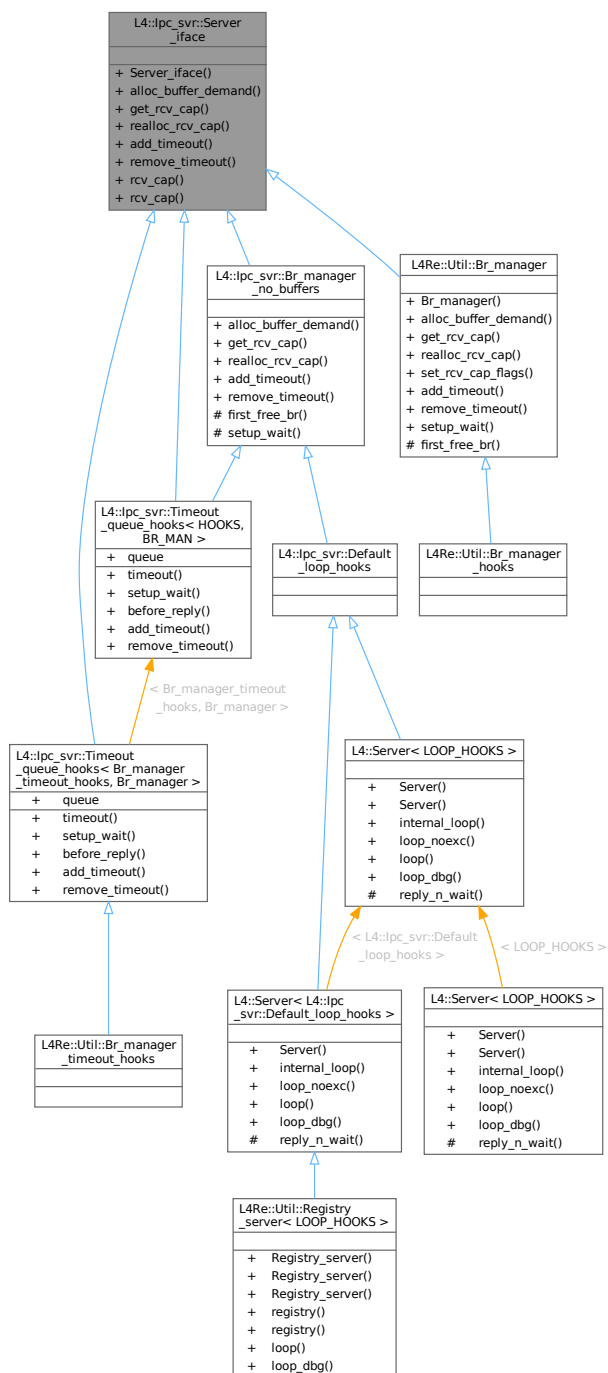 L4::Ipc_svr::Server
_iface
+ Server_iface()
+ alloc_buffer_demand()
+ get_rcv_cap()
+ realloc_rcv_cap()
+ add_timeout()
+ remove_timeout()
+ rcv_cap()
+ rcv_cap()
L4::Ipc_svr::Br_manager
_no_buffers
+ alloc_buffer_demand()
+ get_rcv_cap()
+ realloc_rcv_cap()
+ add_timeout()
+ remove_timeout()
# first_free_br()
# setup_wait()
L4Re::Util::Br_manager
+ Br_manager()
+ alloc_buffer_demand()
+ get_rcv_cap()
+ realloc_rcv_cap()
+ set_rcv_cap_flags()
+ add_timeout()
+ remove_timeout()
+ setup_wait()
# first_free_br()
L4::Ipc_svr::Timeout
_queue_hooks< HOOKS,
BR_MAN >
+ queue
+ timeout()
+ setup_wait()
+ before_reply()
+ add_timeout()
+ remove_timeout()
L4::Ipc_svr::Default
_loop_hooks
L4Re::Util::Br_manager
_hooks
< Br_manager_timeout
_hooks, Br_manager >
L4::Ipc_svr::Timeout
_queue_hooks< Br_manager
_timeout_hooks, Br_manager >
+ queue
+ timeout()
+ setup_wait()
+ before_reply()
+ add_timeout()
+ remove_timeout()
L4::Server< LOOP_HOOKS >
+ Server()
+ Server()
+ internal_loop()
+ loop_noexc()
+ loop()
+ loop_dbg()
# reply_n_wait()
< L4::Ipc_svr::Default
_loop_hooks >
< LOOP_HOOKS >
L4Re::Util::Br_manager
_timeout_hooks
L4::Server< L4::Ipc
_svr::Default_loop_hooks >
+ Server()
+ internal_loop()
+ loop_noexc()
+ loop()
+ loop_dbg()
# reply_n_wait()
L4::Server< LOOP_HOOKS >
+ Server()
+ Server()
+ internal_loop()
+ loop_noexc()
+ loop()
+ loop_dbg()
# reply_n_wait()
L4Re::Util::Registry
_server< LOOP_HOOKS >
+ Registry_server()
+ Registry_server()
+ Registry_server()
+ registry()
+ registry()
+ loop()
+ loop_dbg()